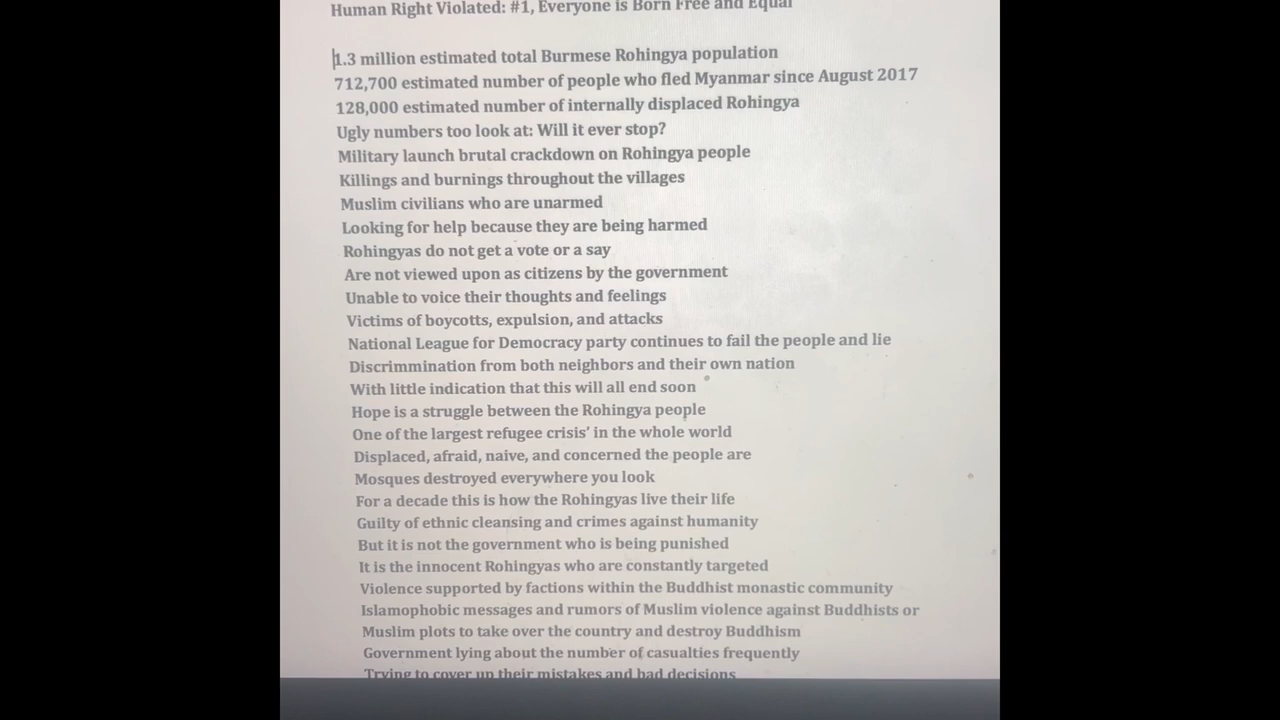 Human Right Violated: #1, Everyone is Born Free and Equal
1.3 million estimated total Burmese Rohingya population
712,700 estimated number of people who fled Myanmar since August 2017
128,000 estimated number of internally displaced Rohingya
Ugly numbers too look at: Will it ever stop?
Military launch brutal crackdown on Rohingya people
Killings and burnings throughout the villages
Muslim civilians who are unarmed
Looking for help because they are being harmed
Rohingyas do not get a vote or a say
Are not viewed upon as citizens by the government
Unable to voice their thoughts and feelings
Victims of boycotts, expulsion, and attacks
National League for Democracy party continues to fail the people and lie
Discrimmination from both neighbors and their own nation
With little indication that this will all end soon
Hope is a struggle between the Rohingya people
One of the largest refugee crisis' in the whole world
Displaced, afraid, naive, and concerned the people are
Mosques destroyed everywhere you look
For a decade this is how the Rohingyas live their life
Guilty of ethnic cleansing and crimes against humanity
But it is not the government who is being punished
It is the innocent Rohingyas who are constantly targeted
Violence supported by factions within the Buddhist monastic community
Islamophobic messages and rumors of Muslim violence against Buddhists or
Muslim plots to take over the country and destroy Buddhism
Government lying about the number of casualties frequently
Trying to cover up their mistakes and bad decisions